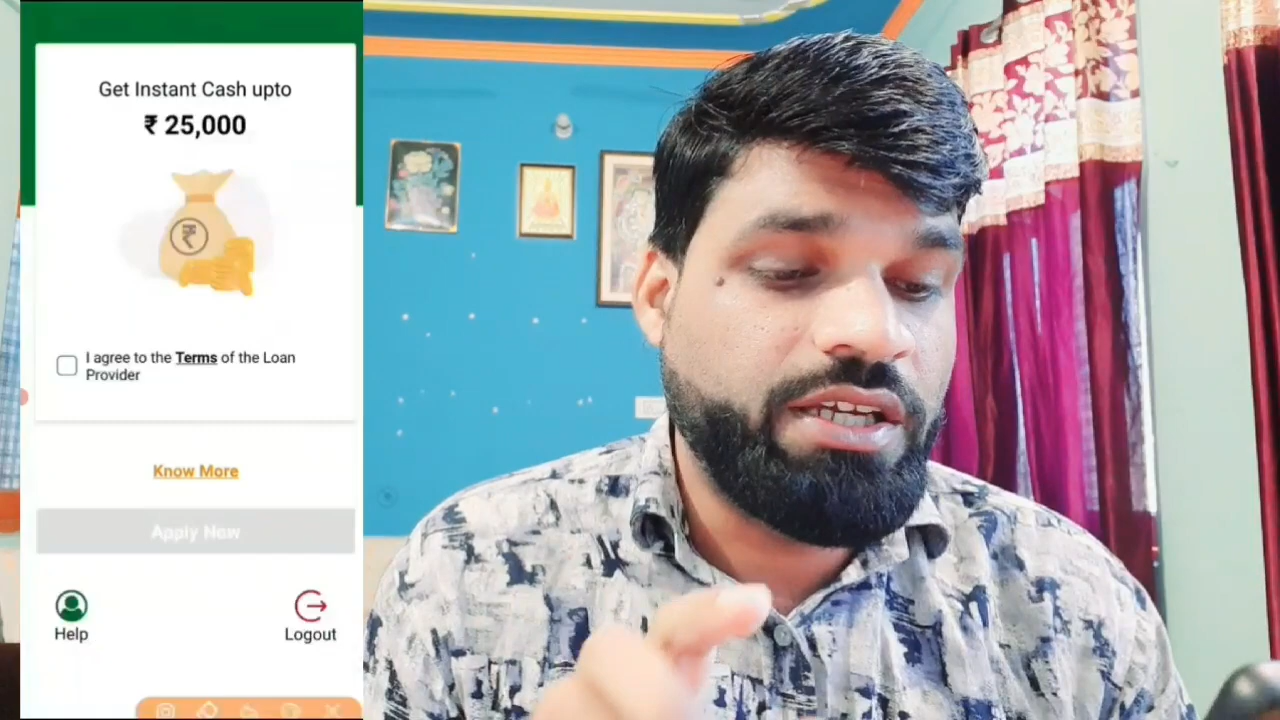 Get Instant Cash upto
₹ 25,000
₹
I agree to the Terms of the Loan
Provider
Know More
Apply Now
Help
Logout